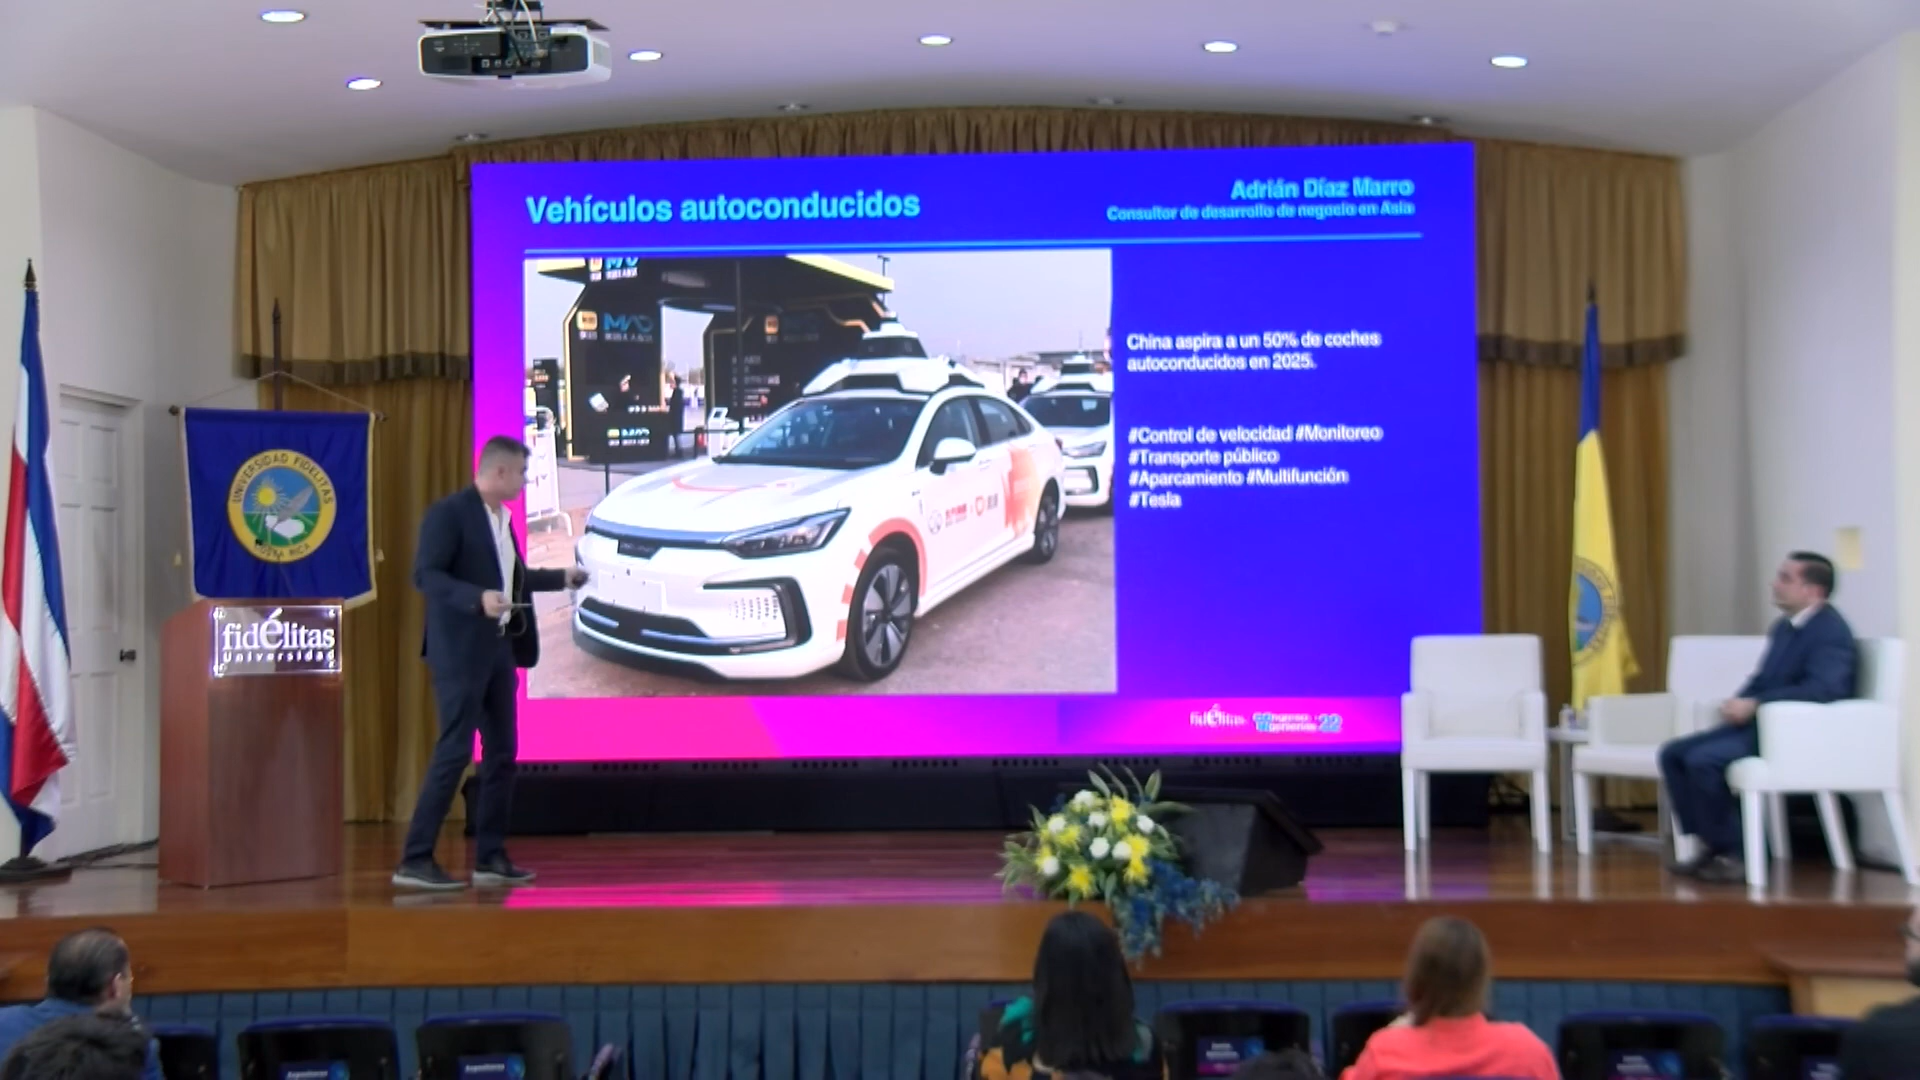 Vehículos autoconducidos
Adrián Díaz Marro
Consultor de desarrollo de negocio en Asia
China aspira a un 50% de coches
autoconducidos en 2025.
#Control de velocidad #Monitoreo
#Transporte público
#Aparcamiento #Multifunción
#Tesla
UNIVERSIDAD FIDELITAS
COSTA RICA
fidélitas
Universidad
fidélitas
22